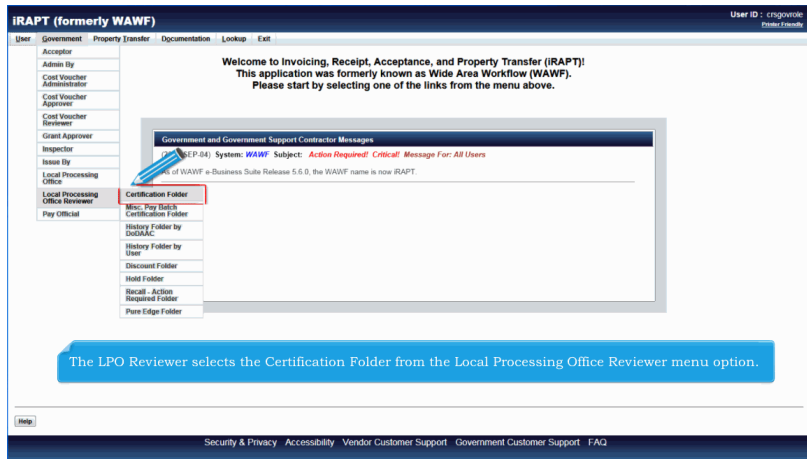 iRAPT (formerly WAWF)
User ID : crsgovrole
Printer Friendly
User Government Property Transfer Documentation Lookup Exit
Acceptor
Admin By
Cost Voucher
Administrator
Cost Voucher
Approver
Cost Voucher
Reviewer
Grant Approver
Inspector
Issue By
Local Processing
Office
Local Processing
Office Reviewer
Pay Official
Certification Folder
Misc. Pay Batch
Certification Folder
History Folder by
DoDAAC
History Folder by
User
Discount Folder
Hold Folder
Recall - Action
Required Folder
Pure Edge Folder
Welcome to Invoicing, Receipt, Acceptance, and Property Transfer (iRAPT)!
This application was formerly known as Wide Area Workflow (WAWF).
Please start by selecting one of the links from the menu above.
Government and Government Support Contractor Messages
SEP-04) System: WAWF Subject: Action Required! Critical! Message For: All Users
As of WAWF e-Business Suite Release 5.6.0, the WAWF name is now iRAPT.
The LPO Reviewer selects the Certification Folder from the Local Processing Office Reviewer menu option.
Help
Security & Privacy Accessibility Vendor Customer Support Government Customer Support FAQ